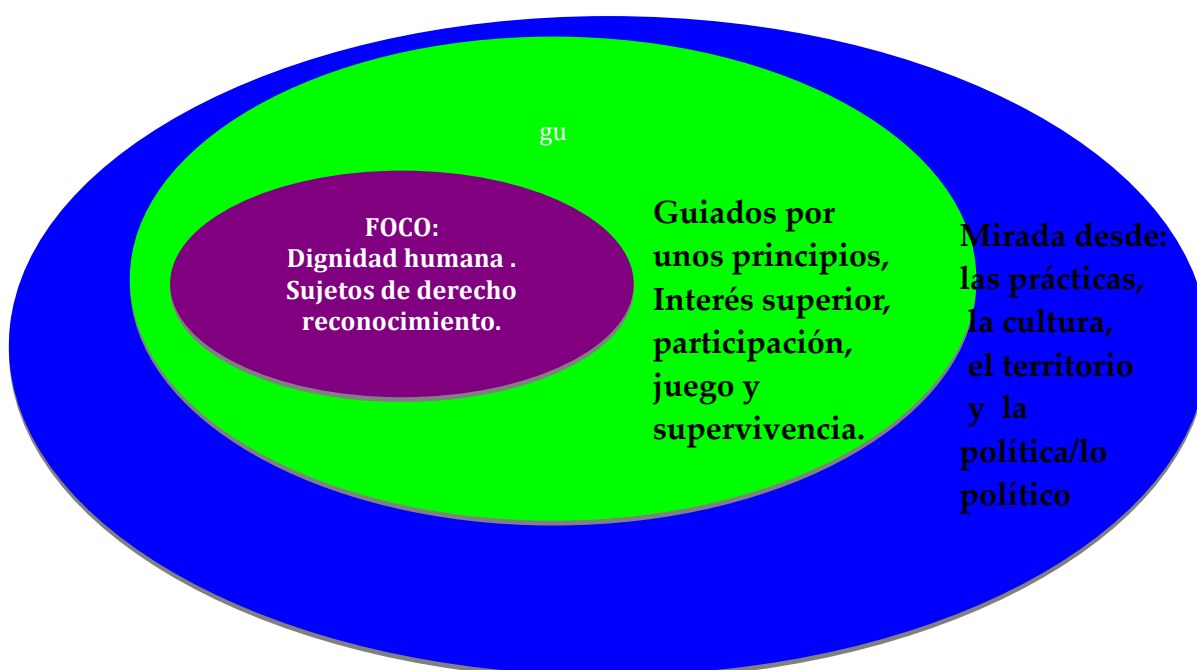 gu
FOCO:
Dignidad humana .
Sujetos de derecho
reconocimiento.
Guiados por
unos principios,
Interés superior,
participación,
juego y
supervivencia.
Mirada desde:
las prácticas,
la cultura,
el territorio
y la
política/lo
político